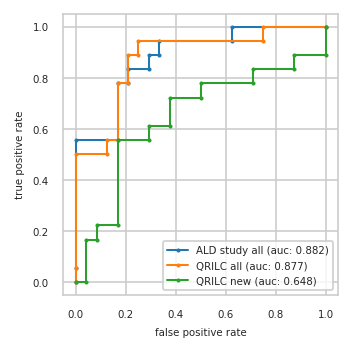 1.0
0.8
0.6
0.4
0.2
0.0
true positive rate
ALD study all (auc: 0.882)
QRILC all (auc: 0.877)
QRILC new (auc: 0.648)
0.0 0.2 0.4 0.6 0.8 1.0
false positive rate